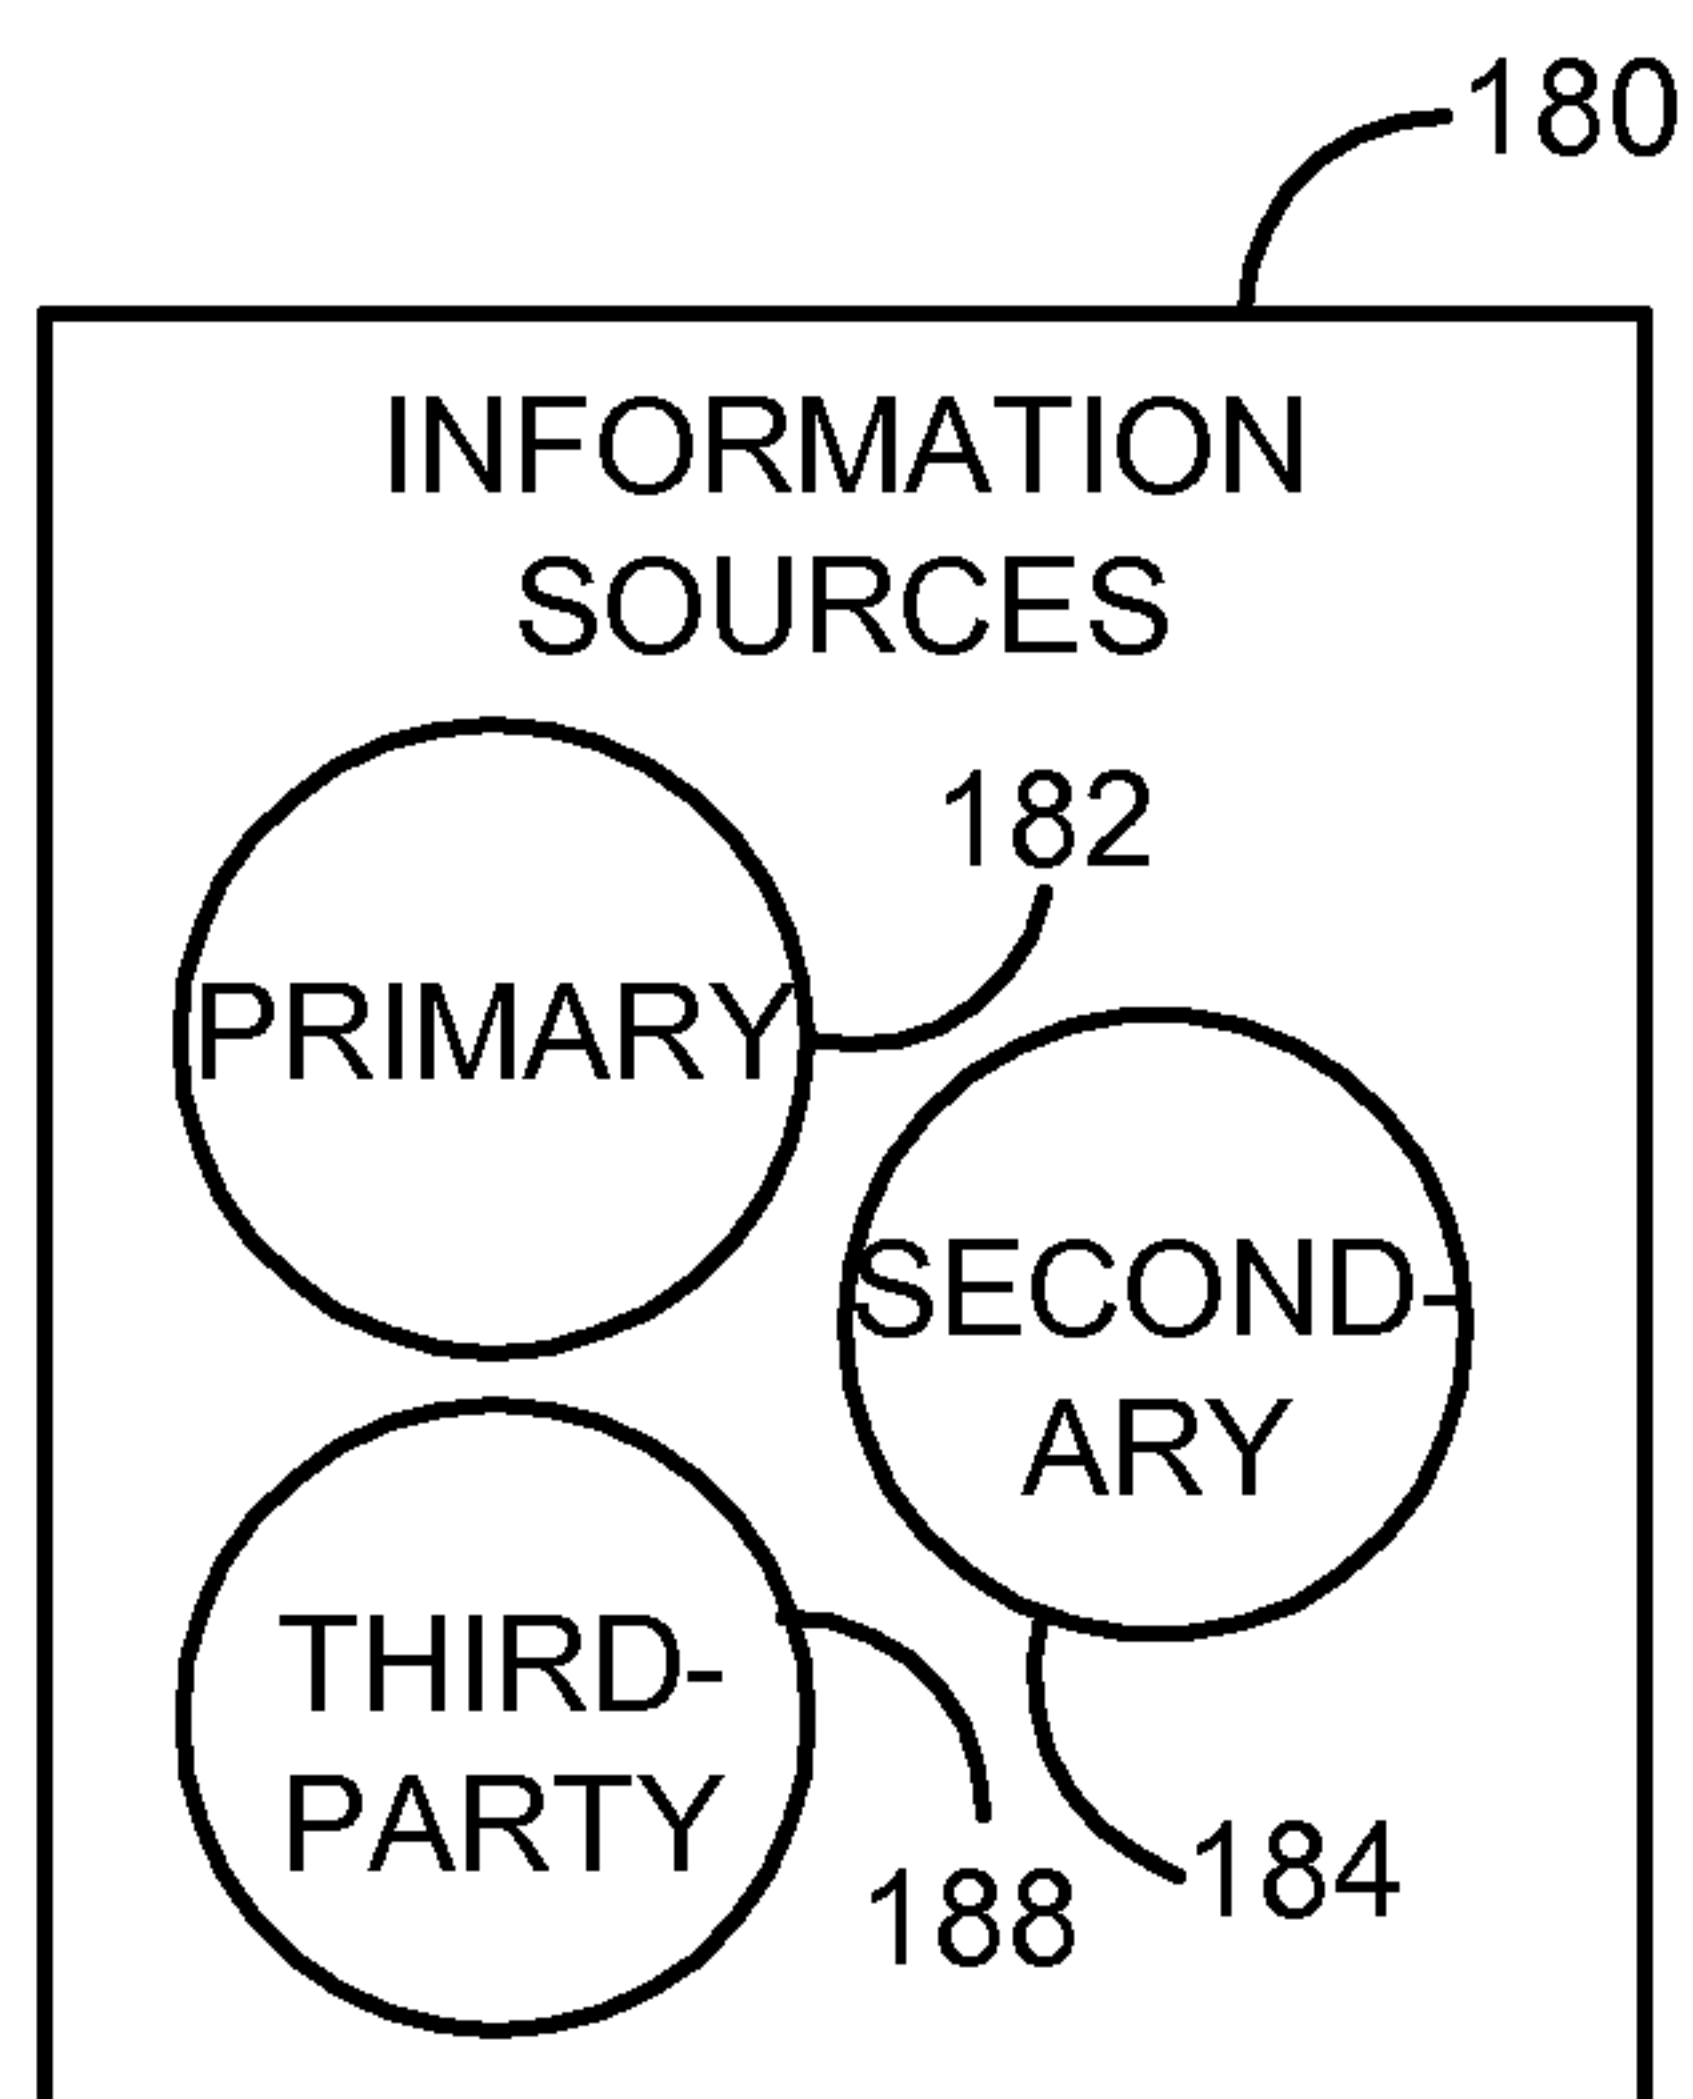 180
INFORMATION
SOURCES
182
PRIMARY
SECOND-
ARY
THIRD-
PARTY
184
188